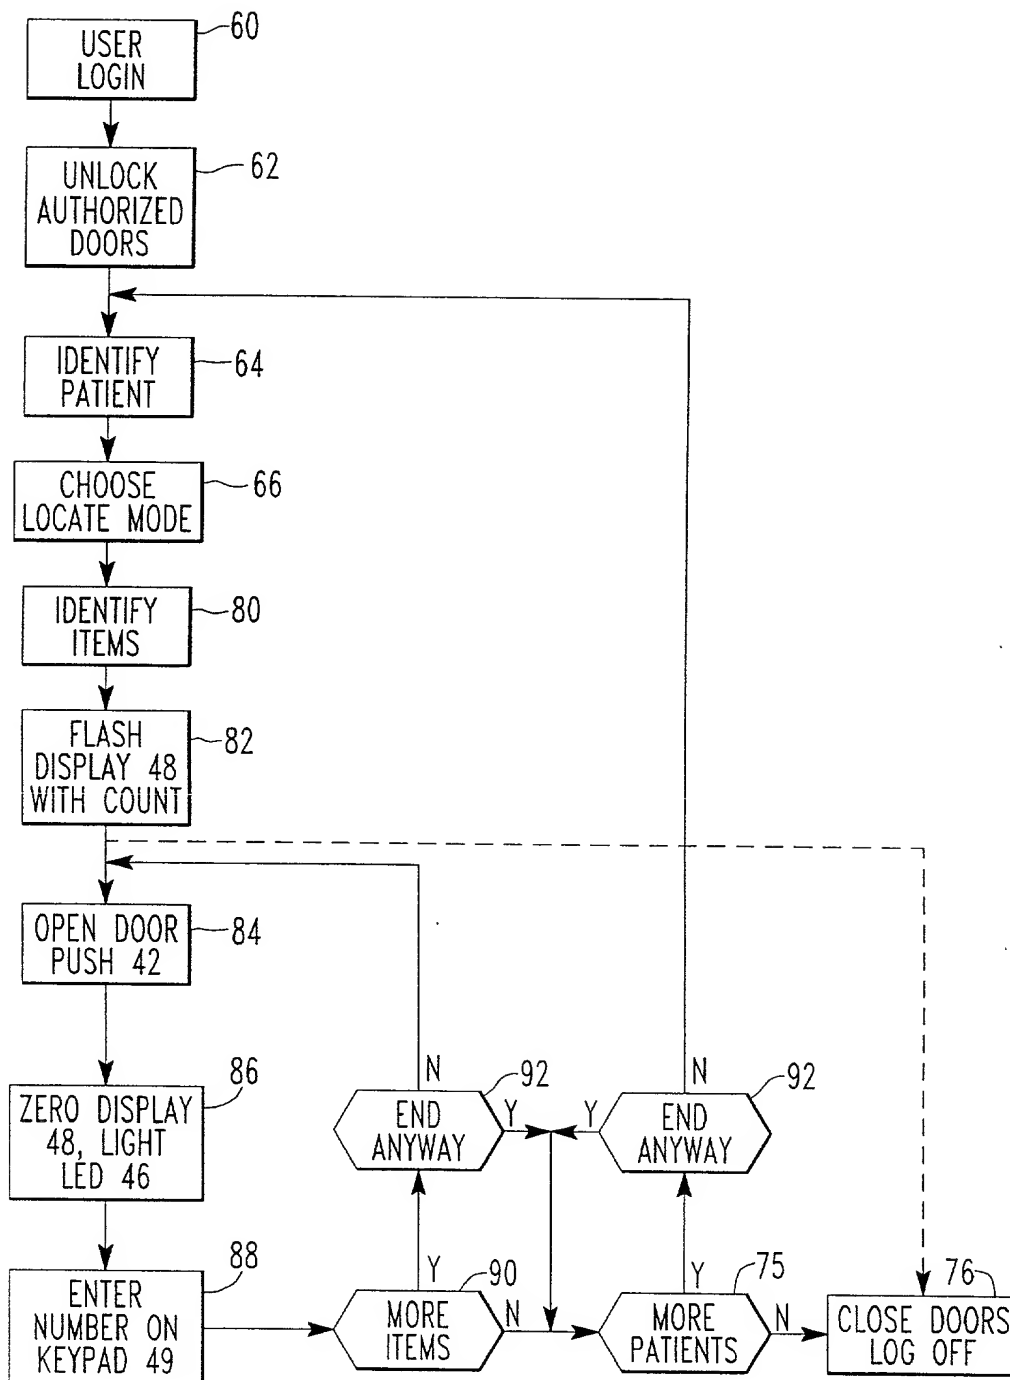 USER
LOGIN
60
UNLOCK
AUTHORIZED
DOORS
62
IDENTIFY
PATIENT
64
CHOOSE
LOCATE MODE
66
IDENTIFY
ITEMS
80
FLASH
DISPLAY 48
WITH COUNT
82
OPEN DOOR
PUSH 42
84
ZERO DISPLAY
48, LIGHT
LED 46
86
ENTER
NUMBER ON
KEYPAD 49
88
MORE
ITEMS
90
Y
N
END
ANYWAY
92
N
Y
END
ANYWAY
92
N
Y
MORE
PATIENTS
75
Y
N
CLOSE DOORS
LOG OFF
76